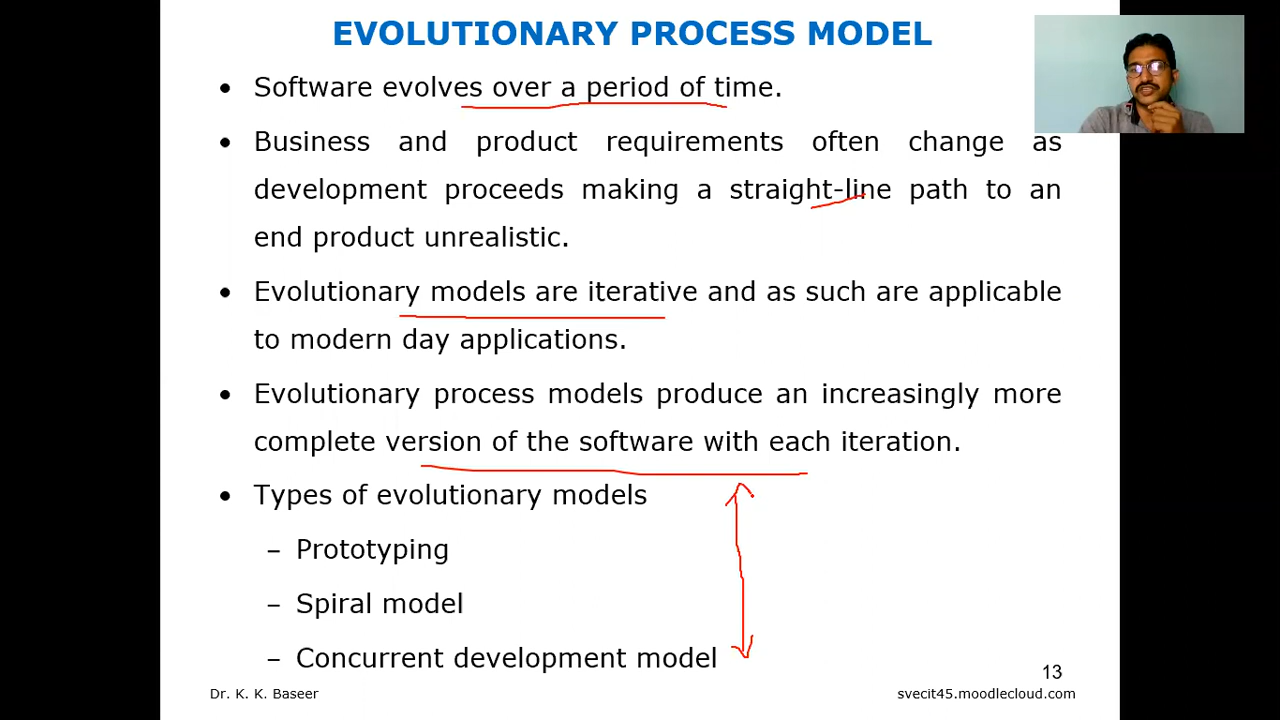 EVOLUTIONARY PROCESS MODEL
• Software evolves over a period of time.
• Business and product requirements often change as
development proceeds making a straight-line path to an
end product unrealistic.
• Evolutionary models are iterative and as such are applicable
to modern day applications.
• Evolutionary process models produce an increasingly more
complete version of the software with each iteration.
• Types of evolutionary models
– Prototyping
– Spiral model
– Concurrent development model
13
Dr. K. K. Baseer
svecit45.moodlecloud.com